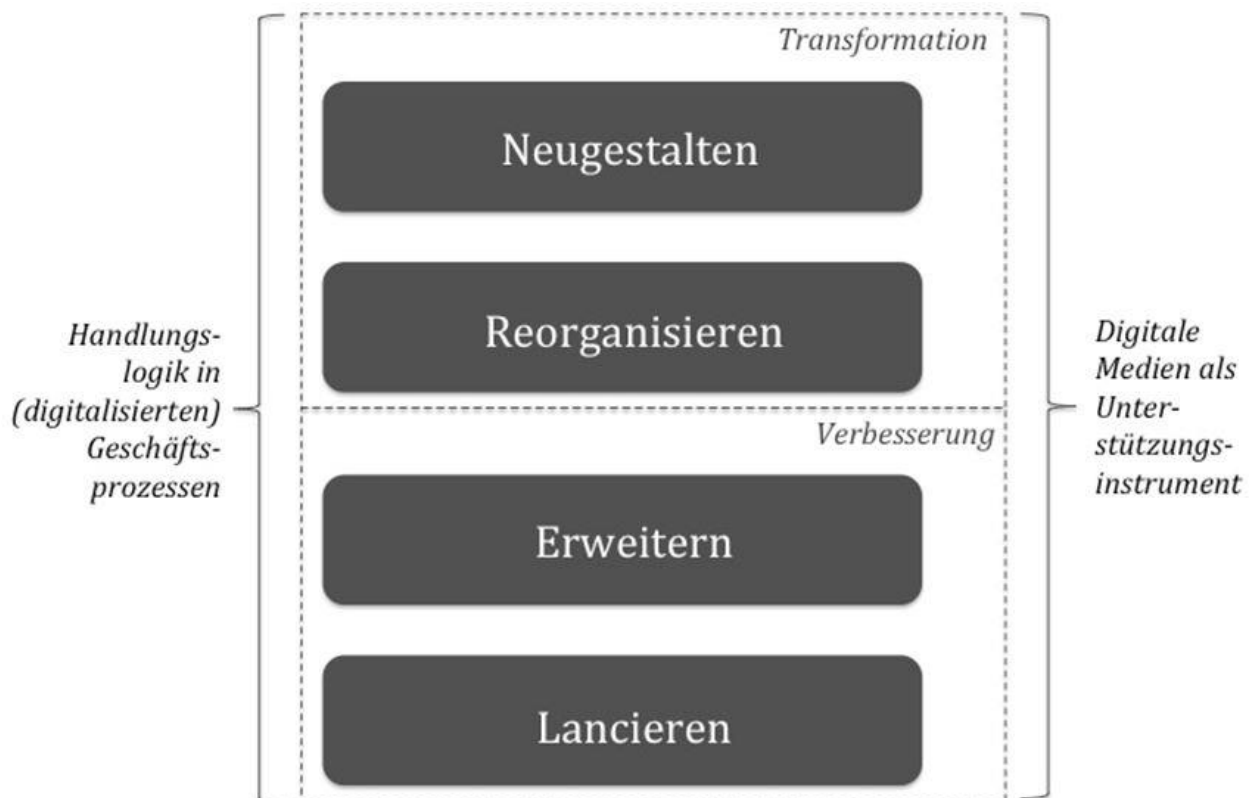 Transformation
Neugestalten
Reorganisieren
Handlungs-
logik in
(digitalisierten)
Geschäfts-
prozessen
Digitale
Medien als
Unter-
stützungs-
instrument
Verbesserung
Erweitern
Lancieren